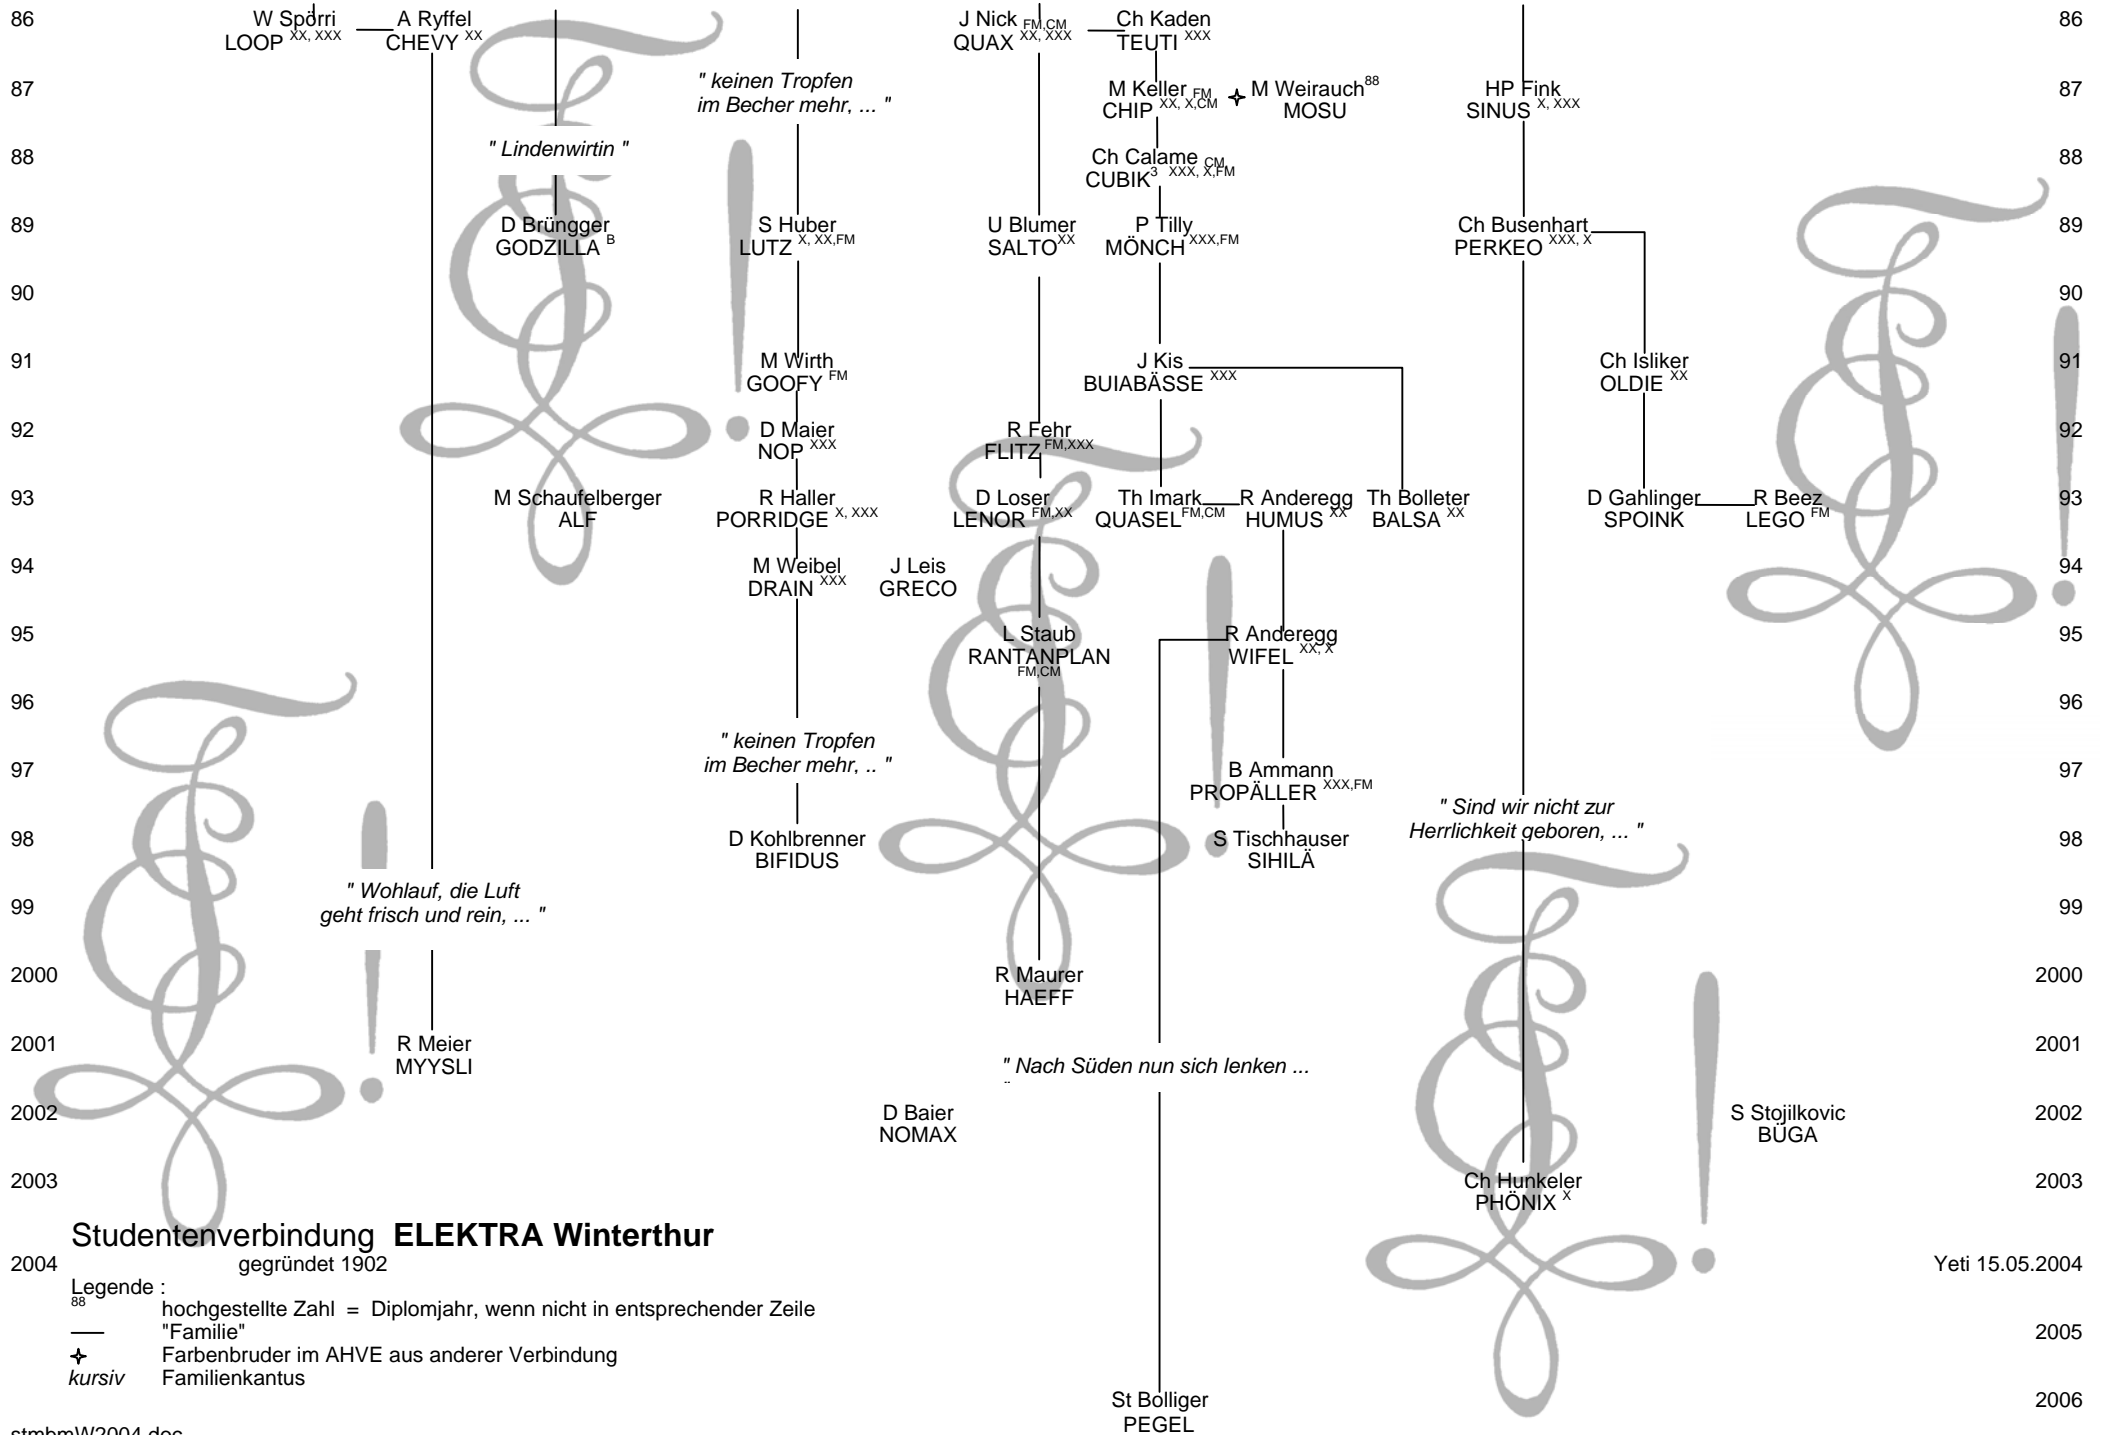 86 W Spörri A Ryffel J Nick FM,CM Ch Kaden 86
LOOP XX, XXX CHEVY XX QUAX XX, XXX TEUTI XXX
" keinen Tropfen
im Becher mehr, ... "
87 M Keller FM M Weirauch 88 HP Fink 87
CHIP XX, X,CM MOSU SINUS X, XXX
" Lindenwirtin "
88 Ch Calame CM, 88
CUBIK 3 XXX, X,FM
89 D Brüngger S Huber U Blumer P Tilly Ch Busenhart 89
GODZILLA B LUTZ X, XX,FM SALTO XX MÖNCH XXX,FM PERKEO XXX, X
90 90
91 M Wirth J Kis Ch Isliker 91
GOOFY FM BUIABÄSSE XXX OLDIE XX
92 D Maier R Fehr 92
NOP XXX FLITZ FM,XXX
93 M Schaufelberger R Haller D Loser Th Imark R Anderegg Th Bolleter D Gahlinger R Beez 93
ALF PORRIDGE X, XXX LENOR FM,XX QUASEL FM,CM HUMUS XX BALSA XX SPOINK LEGO FM
94 M Weibel J Leis 94
DRAIN XXX GRECO
95 L Staub R Anderegg 95
RANTANPLAN WIFEL XX, X
FM,CM
96 96
" keinen Tropfen
im Becher mehr, .. "
97 B Ammann 97
PROPÄLLER XXX,FM
" Sind wir nicht zur
Herrlichkeit geboren, ... "
98 D Kohlbrenner S Tischhauser 98
BIFIDUS SIHILÄ
" Wohlauf, die Luft
geht frisch und rein, ... "
99 99
2000 R Maurer 2000
HAEFF
2001 R Meier 2001
MYYSLI
" Nach Süden nun sich lenken ...
"
2002 D Baier S Stojilkovic 2002
NOMAX BÜGA
2003 Ch Hunkeler 2003
PHÖNIX X
Studentenverbindung ELEKTRA Winterthur
2004 gegründet 1902 Yeti 15.05.2004
Legende :
88 hochgestellte Zahl = Diplomjahr, wenn nicht in entsprechender Zeile
"Familie" 2005
Farbenbruder im AHVE aus anderer Verbindung
kursiv Familienkantus
St Bolliger 2006
PEGEL
stmbmW2004.doc